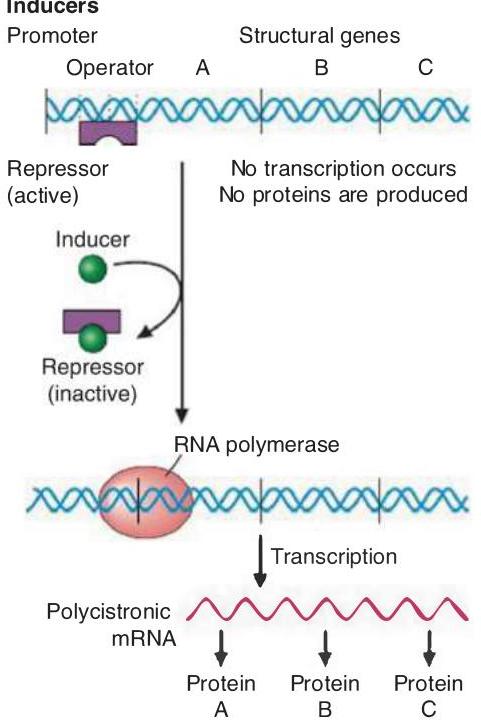 Inducers
Promoter Structural genes
Operator A B C
Repressor
(active)
No transcription occurs
No proteins are produced
Inducer
Repressor
(inactive)
RNA polymerase
Transcription
Polycistronic
mRNA
Protein
A
Protein
B
Protein
C